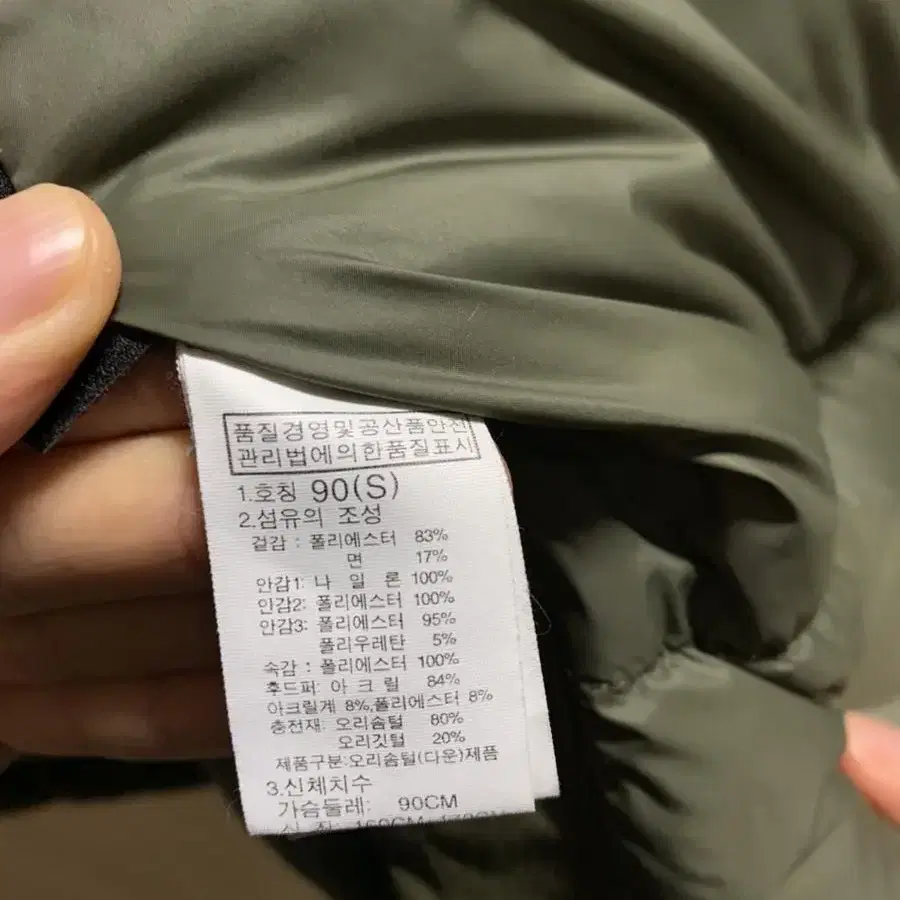 품질경영및공산품안전
관리법에의한품질표시
1.호칭 90(S)
2.섬유의 조성
겉감 : 폴리에스터 83%
면 17%
안감1: 나 일 론 100%
안감2: 폴리에스터 100%
안감3: 폴리에스터 95%
폴리우레탄 5%
속감 : 폴리에스터 100%
후드퍼: 아 크 릴 84%
아크릴계 8%,폴리에스터 8%
충전재: 오리솜털 80%
오리깃털 20%
제품구분:오리솜털(다운)제품
3.신체치수
가슴둘레: 90CM